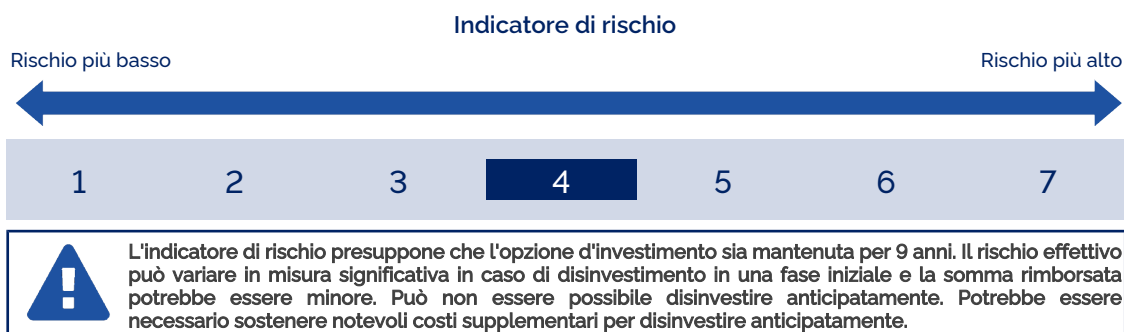 Indicatore di rischio
Rischio più basso Rischio più alto
1 2 3 4 5 6 7
L'indicatore di rischio presuppone che l'opzione d'investimento sia mantenuta per 9 anni. Il rischio effettivo
può variare in misura significativa in caso di disinvestimento in una fase iniziale e la somma rimborsata
potrebbe essere minore. Può non essere possibile disinvestire anticipatamente. Potrebbe essere
necessario sostenere notevoli costi supplementari per disinvestire anticipatamente.